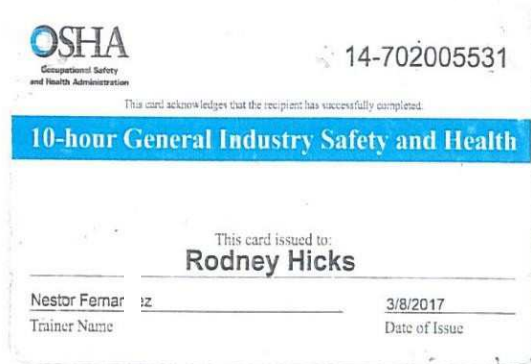 OSHA
Occupational Safety
and Health Administration
14-702005531
This card acknowledges that the recipient has successfully completed.
10-hour General Industry Safety and Health
This card issued to:
Rodney Hicks
Nestor
3/8/2017
Trainer Name
Date of Issue